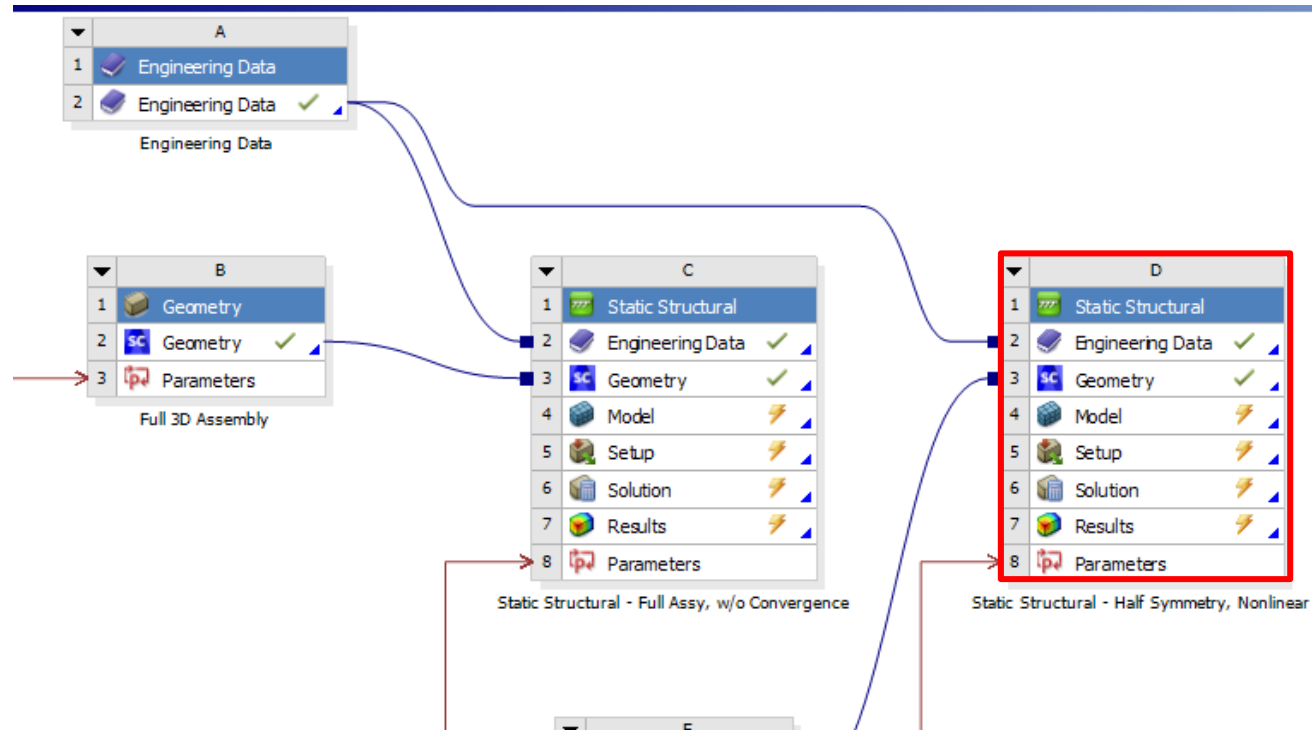 A
1 Engineering Data
2 Engineering Data
Engineering Data
B
1 Geometry
2 SC Geometry
3 Parameters
Full 3D Assembly
C
1 Static Structural
2 Engineering Data
3 SC Geometry
4 Model
5 Setup
6 Solution
7 Results
8 Parameters
Static Structural - Full Assy, w/o Convergence
D
1 Static Structural
2 Engineering Data
3 SC Geometry
4 Model
5 Setup
6 Solution
7 Results
8 Parameters
Static Structural - Half Symmetry, Nonlinear